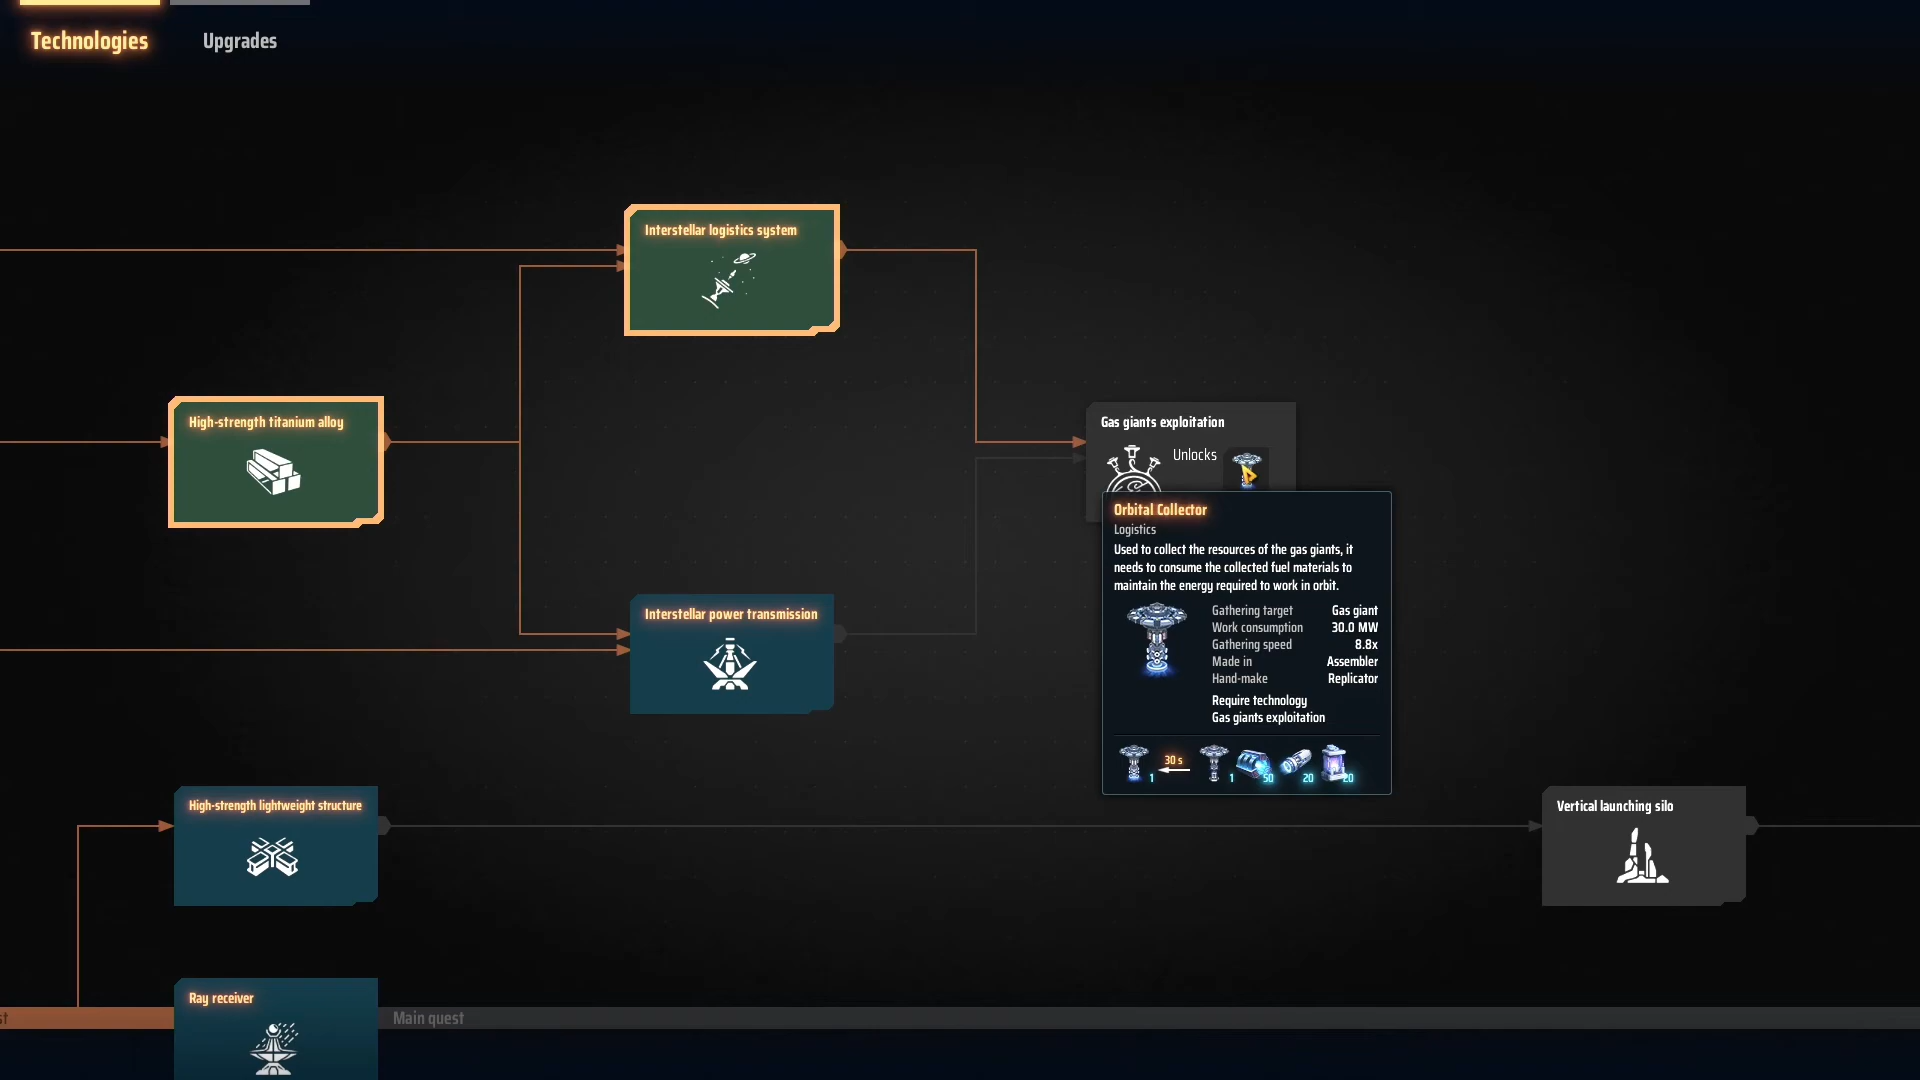 Technologies
Upgrades
Interstellar logistics system
High-strength titanium alloy
Gas giants exploitation
Unlocks
Orbital Collector
Logistics
Used to collect the resources of the gas giants, it
needs to consume the collected fuel materials to
maintain the energy required to work in orbit.
Gathering target Gas giant
Work consumption 30.0 MW
Gathering speed 8.8x
Made in Assembler
Hand-make Replicator
Require technology
Gas giants exploitation
30 s
1 1 50 20 20
Interstellar power transmission
High-strength lightweight structure
Vertical launching silo
Ray receiver
st
Main quest